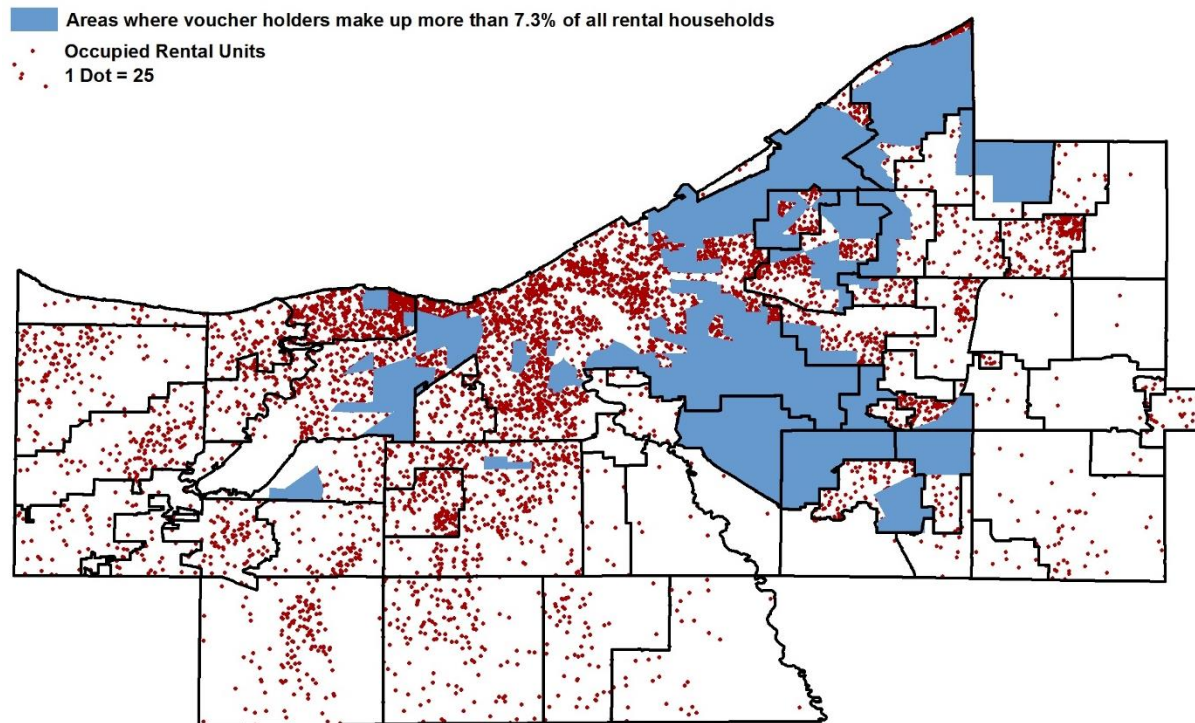 Areas where voucher holders make up more than 7.3% of all rental households
Occupied Rental Units
1 Dot = 25